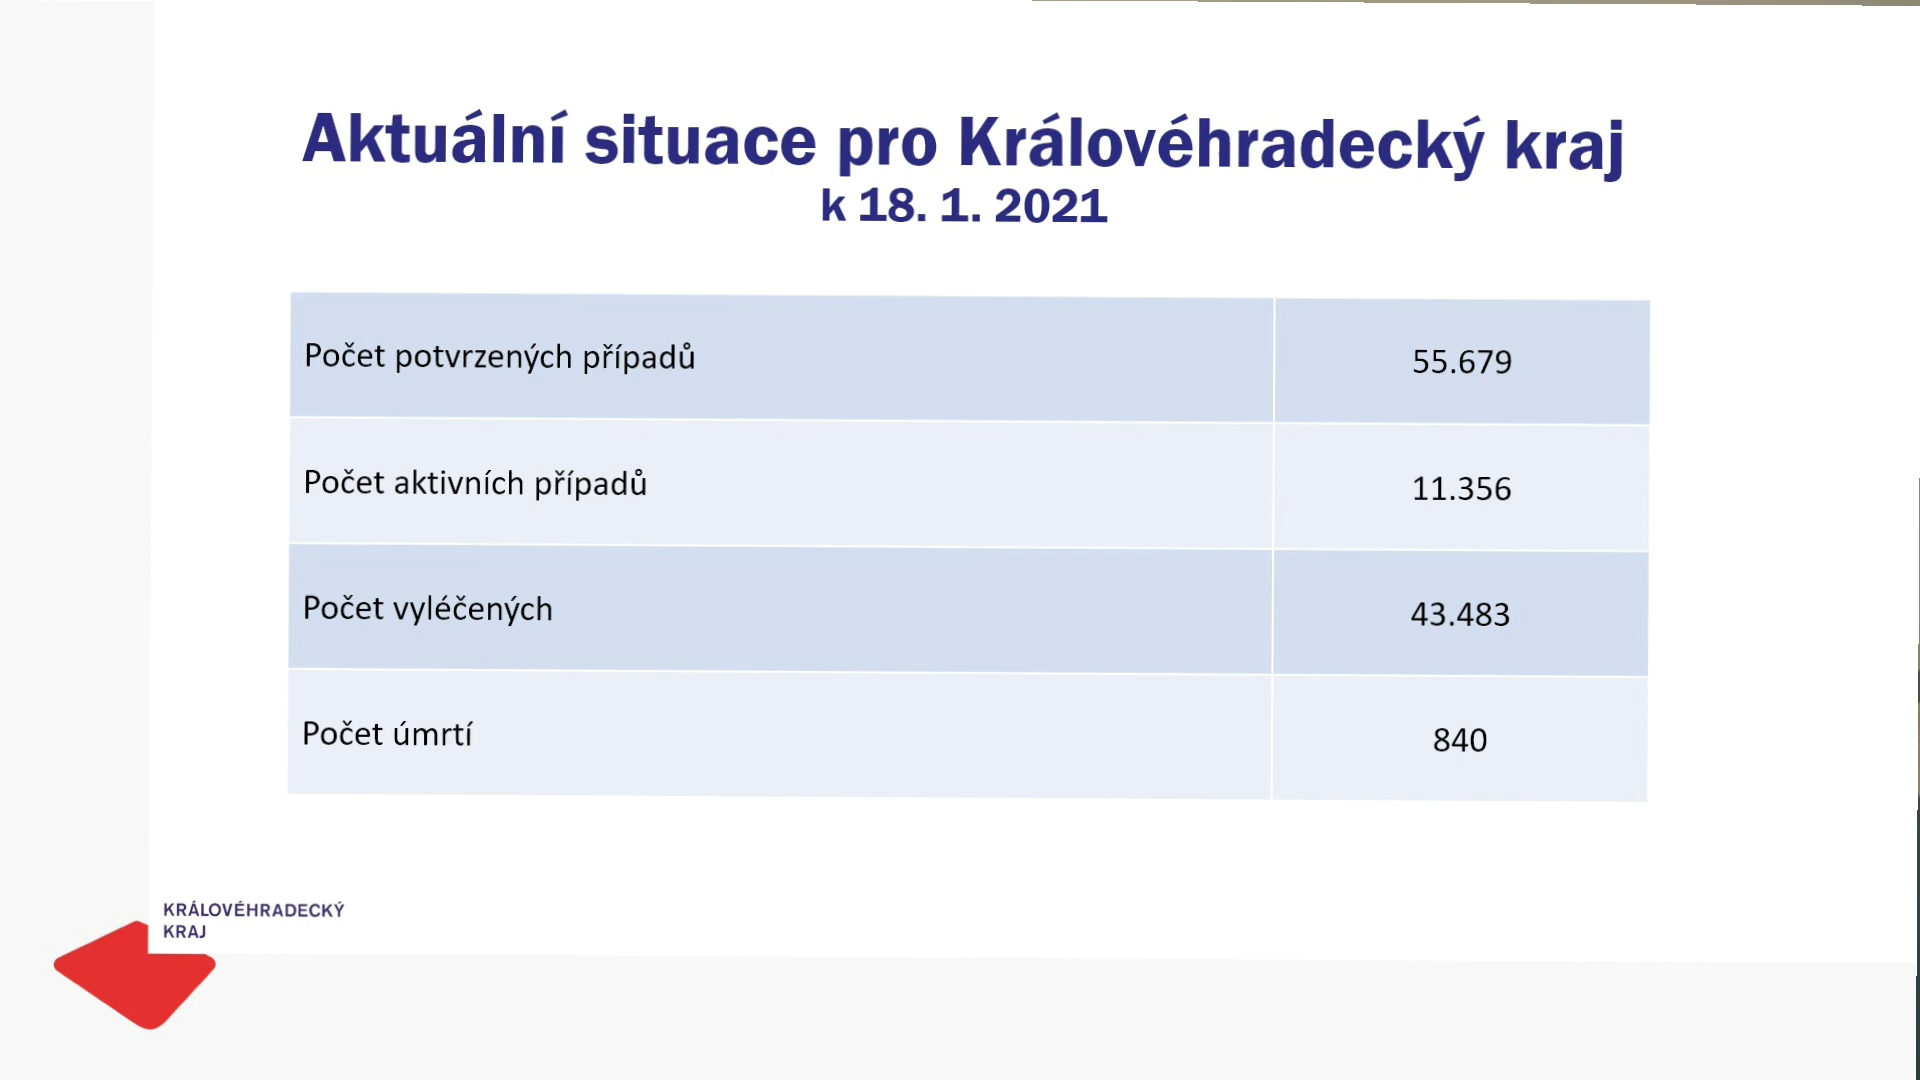 Aktuální situace pro Královéhradecký kraj
k 18. 1. 2021
Počet potvrzených případů 55.679
Počet aktivních případů 11.356
Počet vyléčených 43.483
Počet úmrtí 840
KRÁLOVÉHRADECKÝ
KRAJ